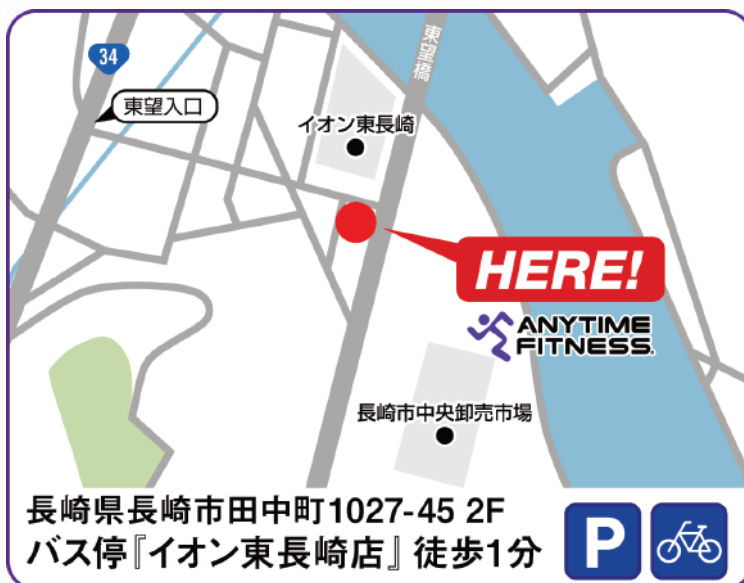 34
東望橋
東望入口
イオン東長崎
HERE!
ANYTIME
FITNESS.
長崎市中央卸売市場
長崎県長崎市田中町1027-45 2F
バス停『イオン東長崎店』徒歩1分
P